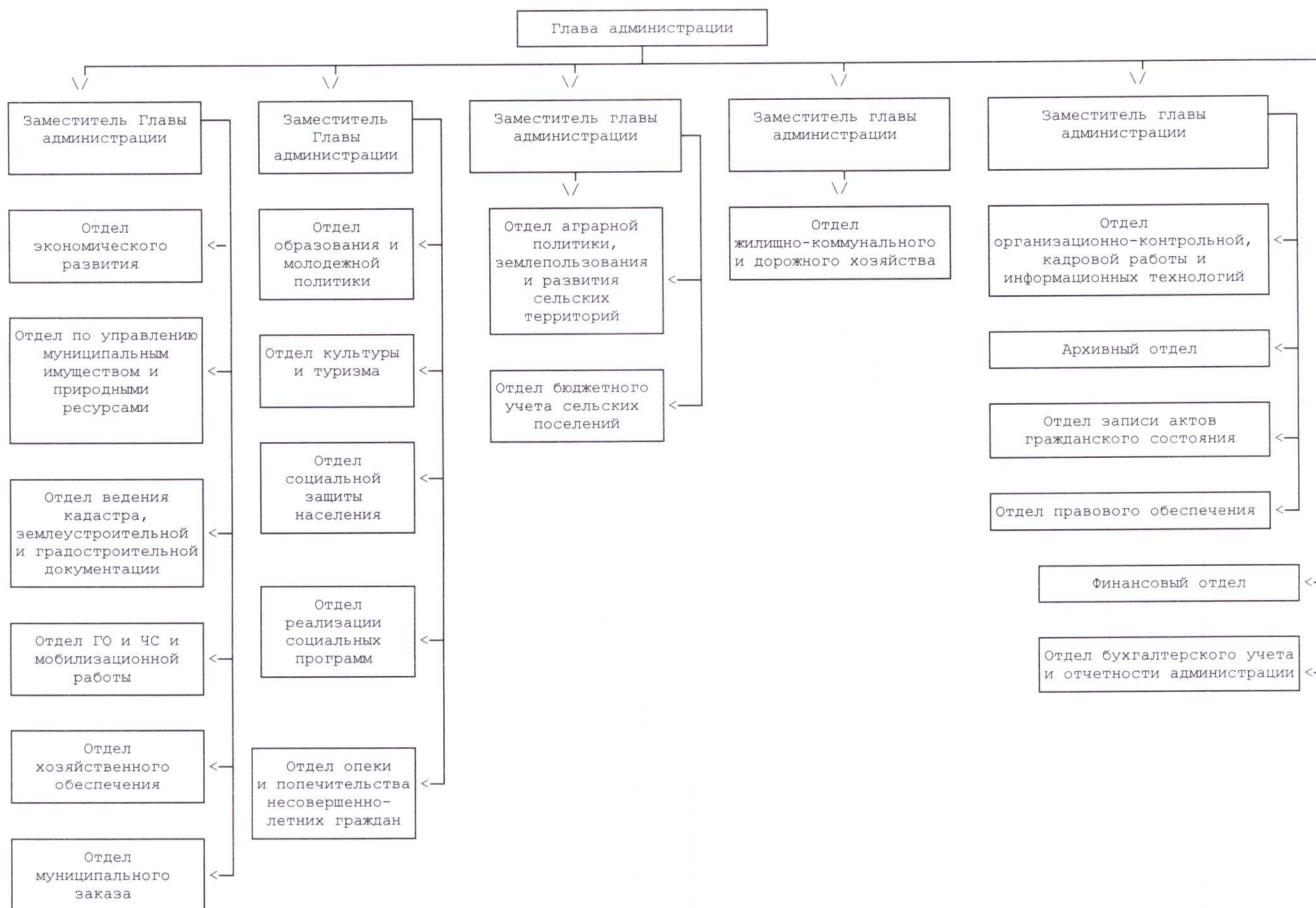 Глава администрации
Заместитель Главы
администрации
Отдел
экономического
развития
Отдел по управлению
муниципальным
имуществом и
природными
ресурсами
Отдел ведения
кадастра,
землеустроительной
и градостроительной
документации
Отдел ГО и ЧС и
мобилизационной
работы
Отдел
хозяйственного
обеспечения
Отдел
муниципального
заказа
Заместитель
Главы
администрации
Отдел
образования и
молодежной
политики
Отдел культуры
и туризма
Отдел
социальной
защиты
населения
Отдел
реализации
социальных
программ
Отдел опеки
и попечительства
несовершенно-
летних граждан
Заместитель главы
администрации
Отдел аграрной
политики,
землепользования
и развития
сельских
территорий
Отдел бюджетного
учета сельских
поселений
Заместитель главы
администрации
Отдел
жилищно-коммунального
и дорожного хозяйства
Заместитель главы
администрации
Отдел
организационно-контрольной,
кадровой работы и
информационных технологий
Архивный отдел
Отдел записи актов
гражданского состояния
Отдел правового обеспечения
Финансовый отдел
Отдел бухгалтерского учета
и отчетности администрации